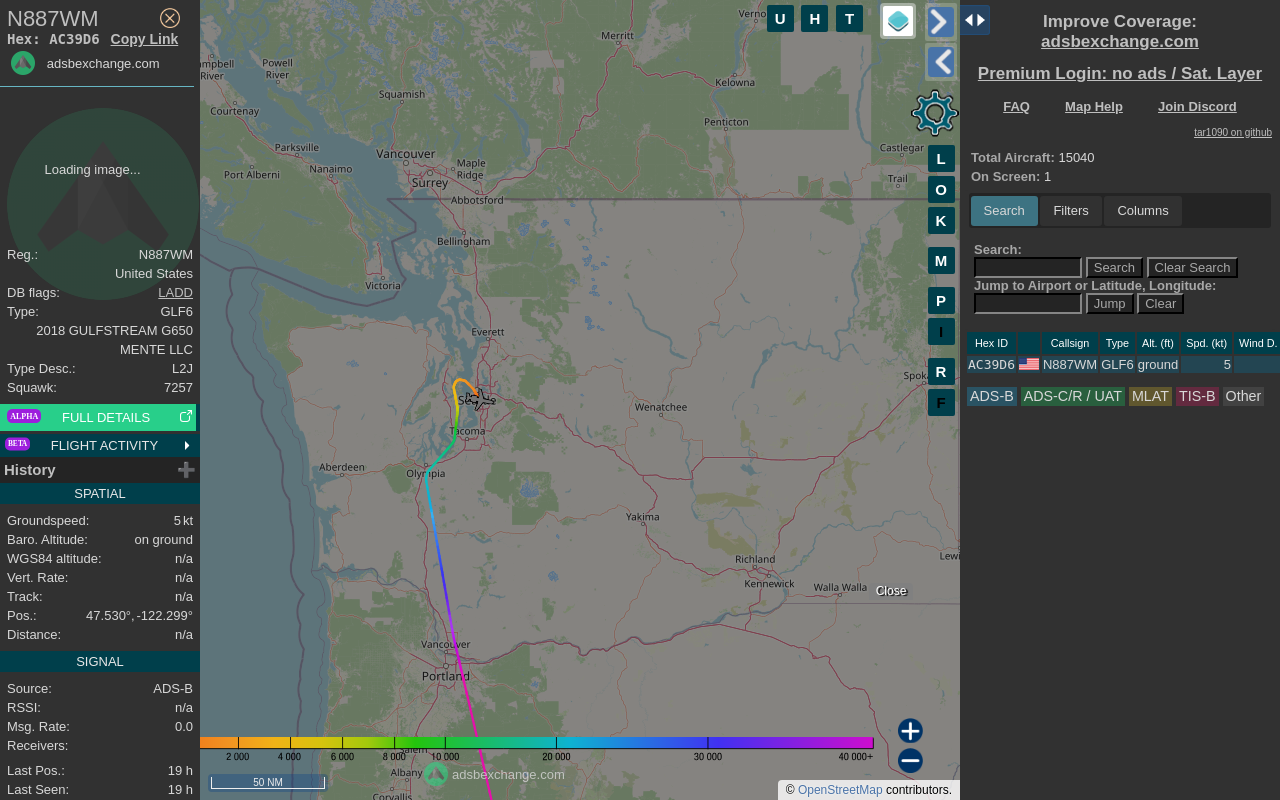 N887WM
Hex: AC39D6 Copy Link
adsbexchange.com
Loading image...
Reg.: N887WM
United States
DB flags: LADD
Type: GLF6
2018 GULFSTREAM G650
MENTE LLC
Type Desc.: L2J
Squawk: 7257
ALPHA FULL DETAILS
BETA FLIGHT ACTIVITY
History
SPATIAL
Groundspeed: 5 kt
Baro. Altitude: on ground
WGS84 altitude: n/a
Vert. Rate: n/a
Track: n/a
Pos.: 47.530°, -122.299°
Distance: n/a
SIGNAL
Source: ADS-B
RSSI: n/a
Msg. Rate: 0.0
Receivers:
Last Pos.: 19 h
Last Seen: 19 h
U H T
L
O
K
M
P
I
R
F
Merritt
Powell
River
River
Squamish
Kelowna
Courtenay
Penticton
Parksville
Vancouver
Castlegar
Nanaimo
Maple
Ridge
Port Alberni
Surrey
Trail
Abbotsford
Bellingham
Victoria
Everett
Wenatchee
Tacoma
Aberdeen
Olympia
Yakima
Richland
Kennewick
Walla Walla
Close
Vancouver
Portland
2 000 4 000 6 000 8 000 10 000 20 000 30 000 40 000+
Albany
adsbexchange.com
50 NM
Corvallis
© OpenStreetMap contributors.
Improve Coverage:
adsbexchange.com
Premium Login: no ads / Sat. Layer
FAQ Map Help Join Discord
tar1090 on github
Total Aircraft: 15040
On Screen: 1
Search Filters Columns
Search:
Search Clear Search
Jump to Airport or Latitude, Longitude:
Jump Clear
Hex ID Callsign Type Alt. (ft) Spd. (kt) Wind D.
AC39D6 N887WM GLF6 ground 5
ADS-B ADS-C/R / UAT MLAT TIS-B Other